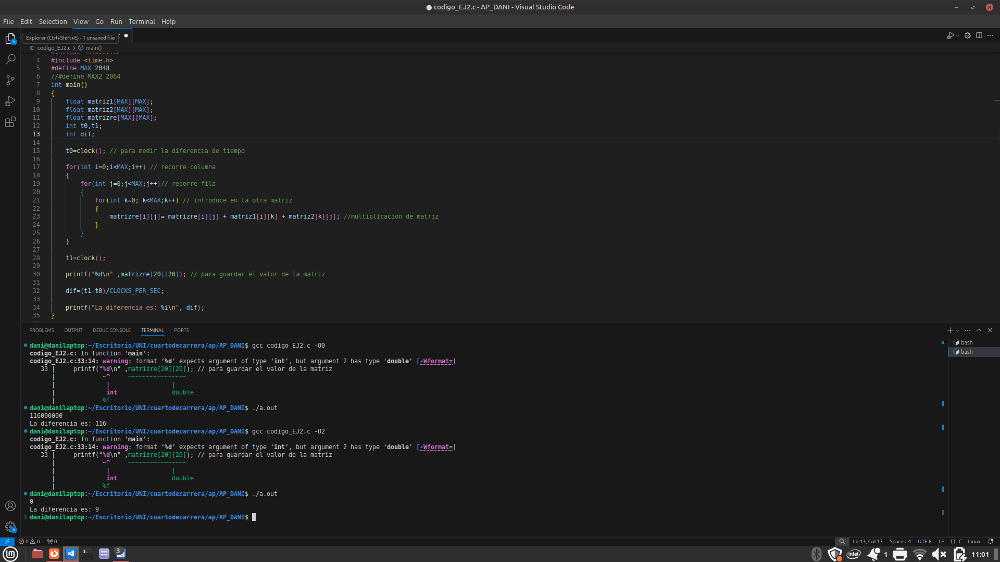 codigo_EJ2.c - AP_DANI - Visual Studio Code
File Edit Selection View Go Run Terminal Help
Explorer (Ctrl+Shift+E) - 1 unsaved file
C codigo_EJ2.c > main()
3 #include <stdint.h>
4 #include <time.h>
5 #define MAX 2048
6 //#define MAX2 2064
7 int main()
8 {
9 float matriz1[MAX][MAX];
10 float matriz2[MAX][MAX];
11 float matrizre[MAX][MAX];
12 int t0,t1;
13 int dif;
14
15 t0=clock(); // para medir la diferencia de tiempo
16
17 for(int i=0;i<MAX;i++) // recorre columna
18 {
19 for(int j=0;j<MAX;j++)// recorre fila
20 {
21 for(int k=0; k<MAX;k++) // introduce en la otra matriz
22 {
23 matrizre[i][j]= matrizre[i][j] + matriz1[i][k] + matriz2[k][j]; //multiplicacion de matriz
24 }
25 }
26 }
27
28 t1=clock();
29
30 printf("%d\n" ,matrizre[20][20]); // para guardar el valor de la matriz
31
32 dif=(t1-t0)/CLOCKS_PER_SEC;
33
34 printf("La diferencia es: %i\n", dif);
35 }
PROBLEMS OUTPUT DEBUG CONSOLE TERMINAL PORTS
bash
bash
dani@danilaptop:~/Escritorio/UNI/cuartodecarrera/ap/AP_DANI$ gcc codigo_EJ2.c -O0
codigo_EJ2.c: In function ‘main’:
codigo_EJ2.c:33:14: warning: format ‘%d’ expects argument of type ‘int’, but argument 2 has type ‘double’ [-Wformat=]
33 | printf("%d\n" ,matrizre[20][20]); // para guardar el valor de la matriz
| ~^ ~~~~~~~~~~~~~~~~
| | |
| int double
| %f
dani@danilaptop:~/Escritorio/UNI/cuartodecarrera/ap/AP_DANI$ ./a.out
116000000
La diferencia es: 116
dani@danilaptop:~/Escritorio/UNI/cuartodecarrera/ap/AP_DANI$ gcc codigo_EJ2.c -O2
codigo_EJ2.c: In function ‘main’:
codigo_EJ2.c:33:14: warning: format ‘%d’ expects argument of type ‘int’, but argument 2 has type ‘double’ [-Wformat=]
33 | printf("%d\n" ,matrizre[20][20]); // para guardar el valor de la matriz
| ~^ ~~~~~~~~~~~~~~~~
| | |
| int double
| %f
dani@danilaptop:~/Escritorio/UNI/cuartodecarrera/ap/AP_DANI$ ./a.out
0
La diferencia es: 9
dani@danilaptop:~/Escritorio/UNI/cuartodecarrera/ap/AP_DANI$
0 0 0 Ln 13, Col 13 Spaces: 4 UTF-8 LF {} C Linux
3 intel 1 11:01